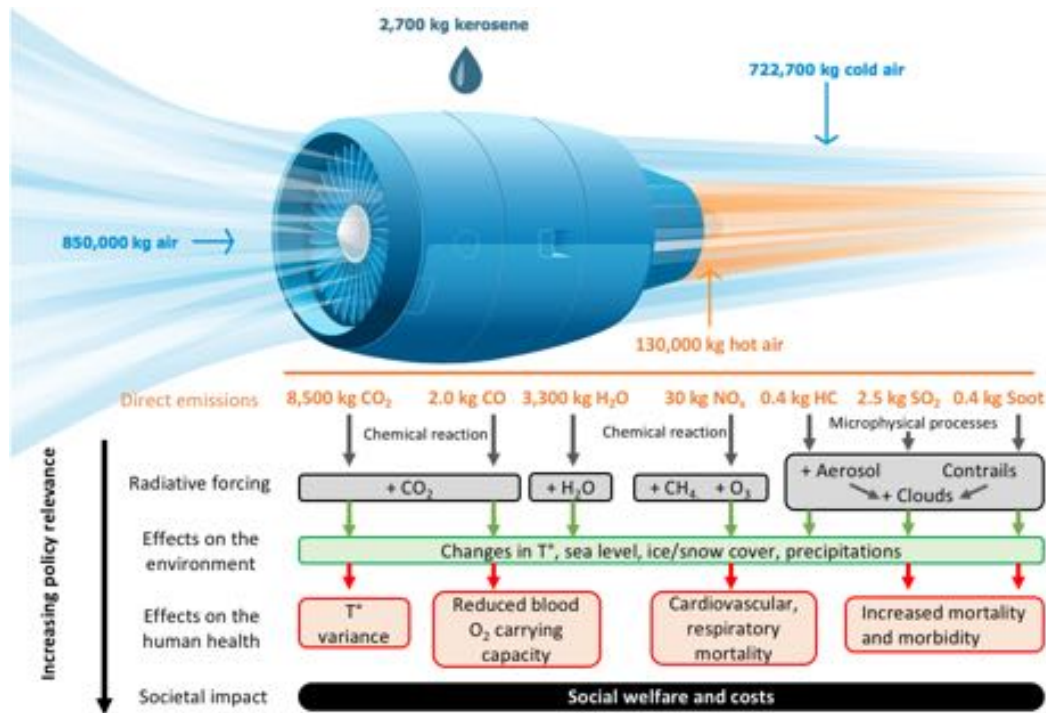 2,700 kg kerosene
722,700 kg cold air
850,000 kg air
130,000 kg hot air
Direct emissions 8,500 kg CO₂ 2.0 kg CO 3,300 kg H₂O 30 kg NOₓ 0.4 kg HC 2.5 kg SO₂ 0.4 kg Soot
Chemical reaction Chemical reaction Microphysical processes
Increasing policy relevance
Radiative forcing + CO₂ + H₂O + CH₄ + O₃ + Aerosol Contrails
+ Clouds
Effects on the
environment
Changes in T°, sea level, ice/snow cover, precipitations
Effects on the
human health
T°
variance
Reduced blood
O₂ carrying
capacity
Cardiovascular,
respiratory
mortality
Increased mortality
and morbidity
Societal impact Social welfare and costs